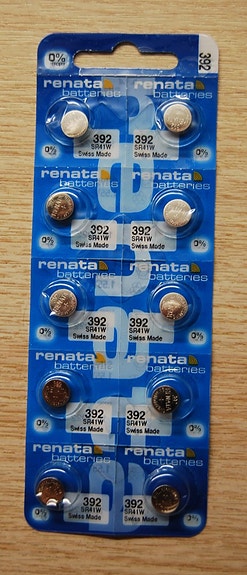 0%
392
renata
batteries
renata
batteries
392
SR41W
Swiss Made
392
SR41W
Swiss Made
0%
0%
renata
batteries
renata
batteries
392
SR41W
Swiss Made
392
SR41W
Swiss Made
0%
0%
renata
batteries
renata
batteries
392
SR41W
Swiss Made
392
SR41W
Swiss Made
0%
0%
renata
batteries
renata
batteries
392
SR41W
Swiss Made
392
SR41W
Swiss Made
0%
0%
renata
batteries
renata
batteries
392
SR41W
Swiss Made
392
SR41W
Swiss Made
0%
0%